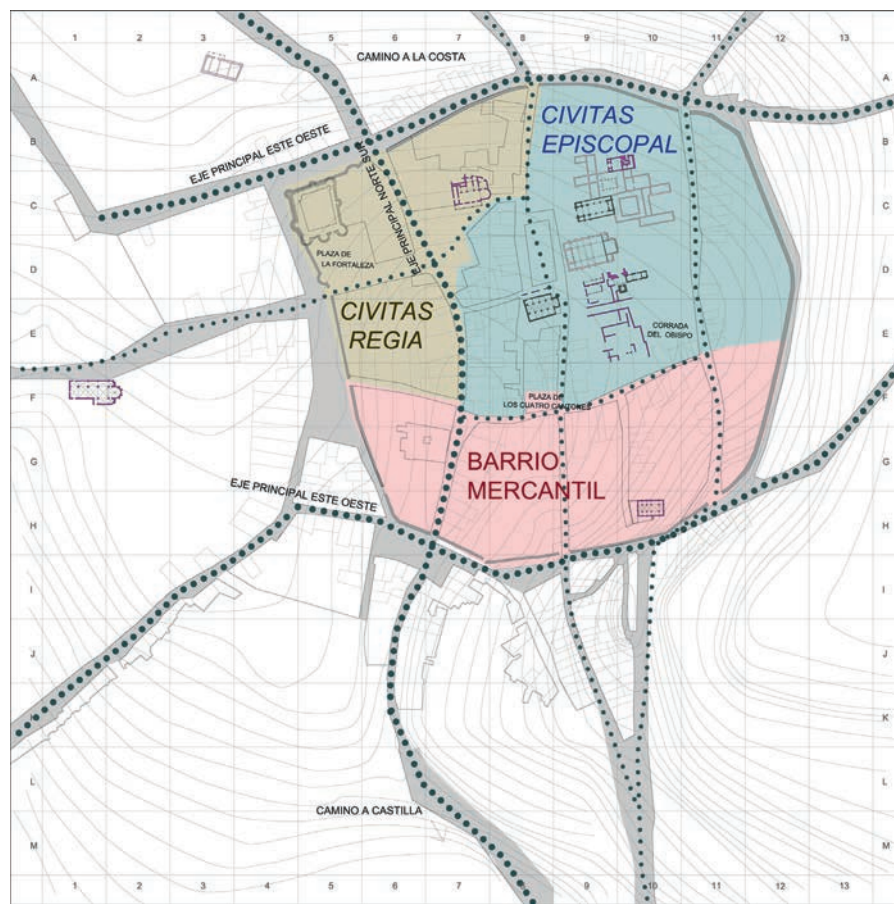 1 2 3 4 5 6 7 8 9 10 11 12 13
CAMINO A LA COSTA
A A
CIVITAS
EPISCOPAL
B B
EJE PRINCIPAL ESTE OESTE
EJE PRINCIPAL NORTE SUR
C C
PLAZA DE
LA FORTALEZA
D D
CIVITAS
REGIA
CORRADA
DEL OBISPO
E E
PLAZA DE
LOS CUATRO CANTONES
F F
BARRIO
MERCANTIL
G G
EJE PRINCIPAL ESTE OESTE
H H
I I
J J
K K
L L
CAMINO A CASTILLA
M M
1 2 3 4 5 6 7 8 9 10 11 12 13